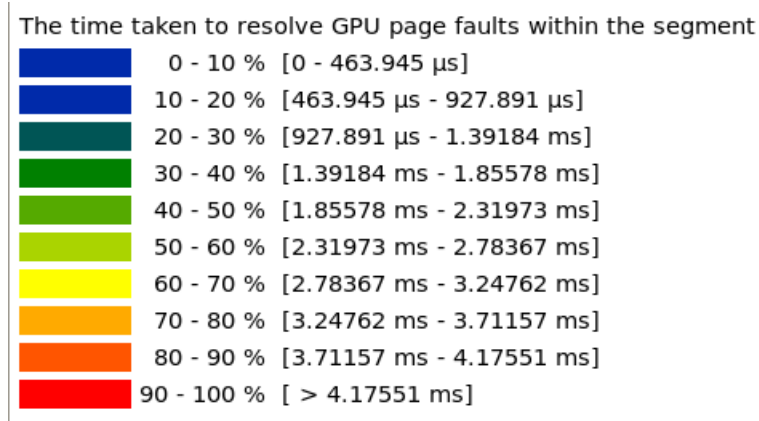 The time taken to resolve GPU page faults within the segment
0 - 10 % [0 - 463.945 µs]
10 - 20 % [463.945 µs - 927.891 µs]
20 - 30 % [927.891 µs - 1.39184 ms]
30 - 40 % [1.39184 ms - 1.85578 ms]
40 - 50 % [1.85578 ms - 2.31973 ms]
50 - 60 % [2.31973 ms - 2.78367 ms]
60 - 70 % [2.78367 ms - 3.24762 ms]
70 - 80 % [3.24762 ms - 3.71157 ms]
80 - 90 % [3.71157 ms - 4.17551 ms]
90 - 100 % [ > 4.17551 ms]